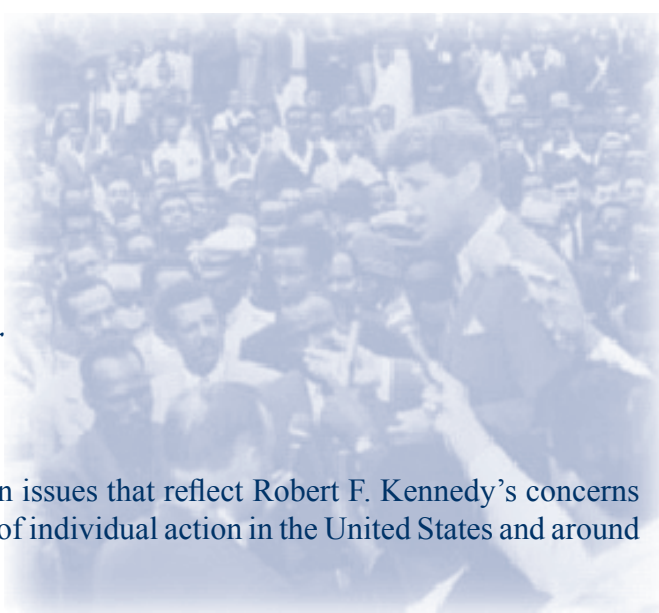 n issues that reflect Robert F. Kennedy’s concerns
of individual action in the United States and around